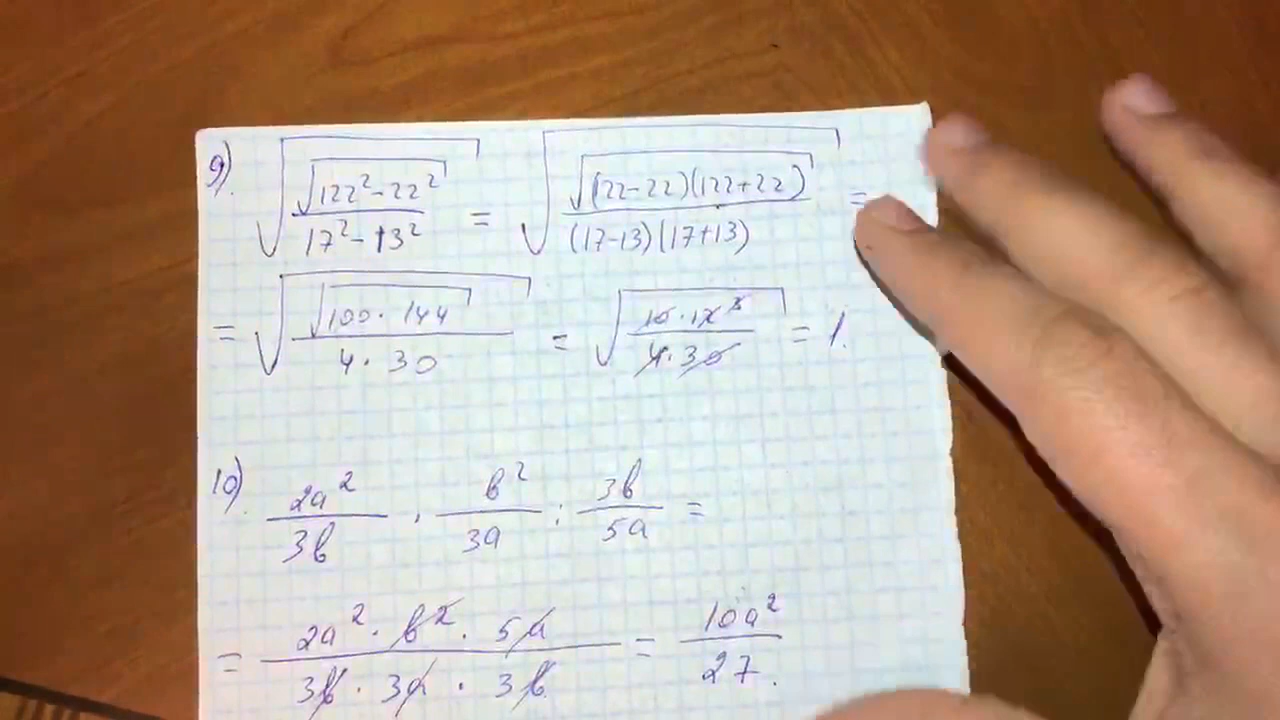 9) √(√(122² - 22²) / (17² - 13²)) = √(√((122-22)(122+22)) / ((17-13)(17+13))) =
= √(√(100 · 144) / (4 · 30)) = √((10 · 12³) / (4 · 30)) = 1.
10) 2a²/3b · b²/3a : 3b/5a =
= (2a² · b² · 5a) / (3b · 3a · 3b) = 10a²/27.